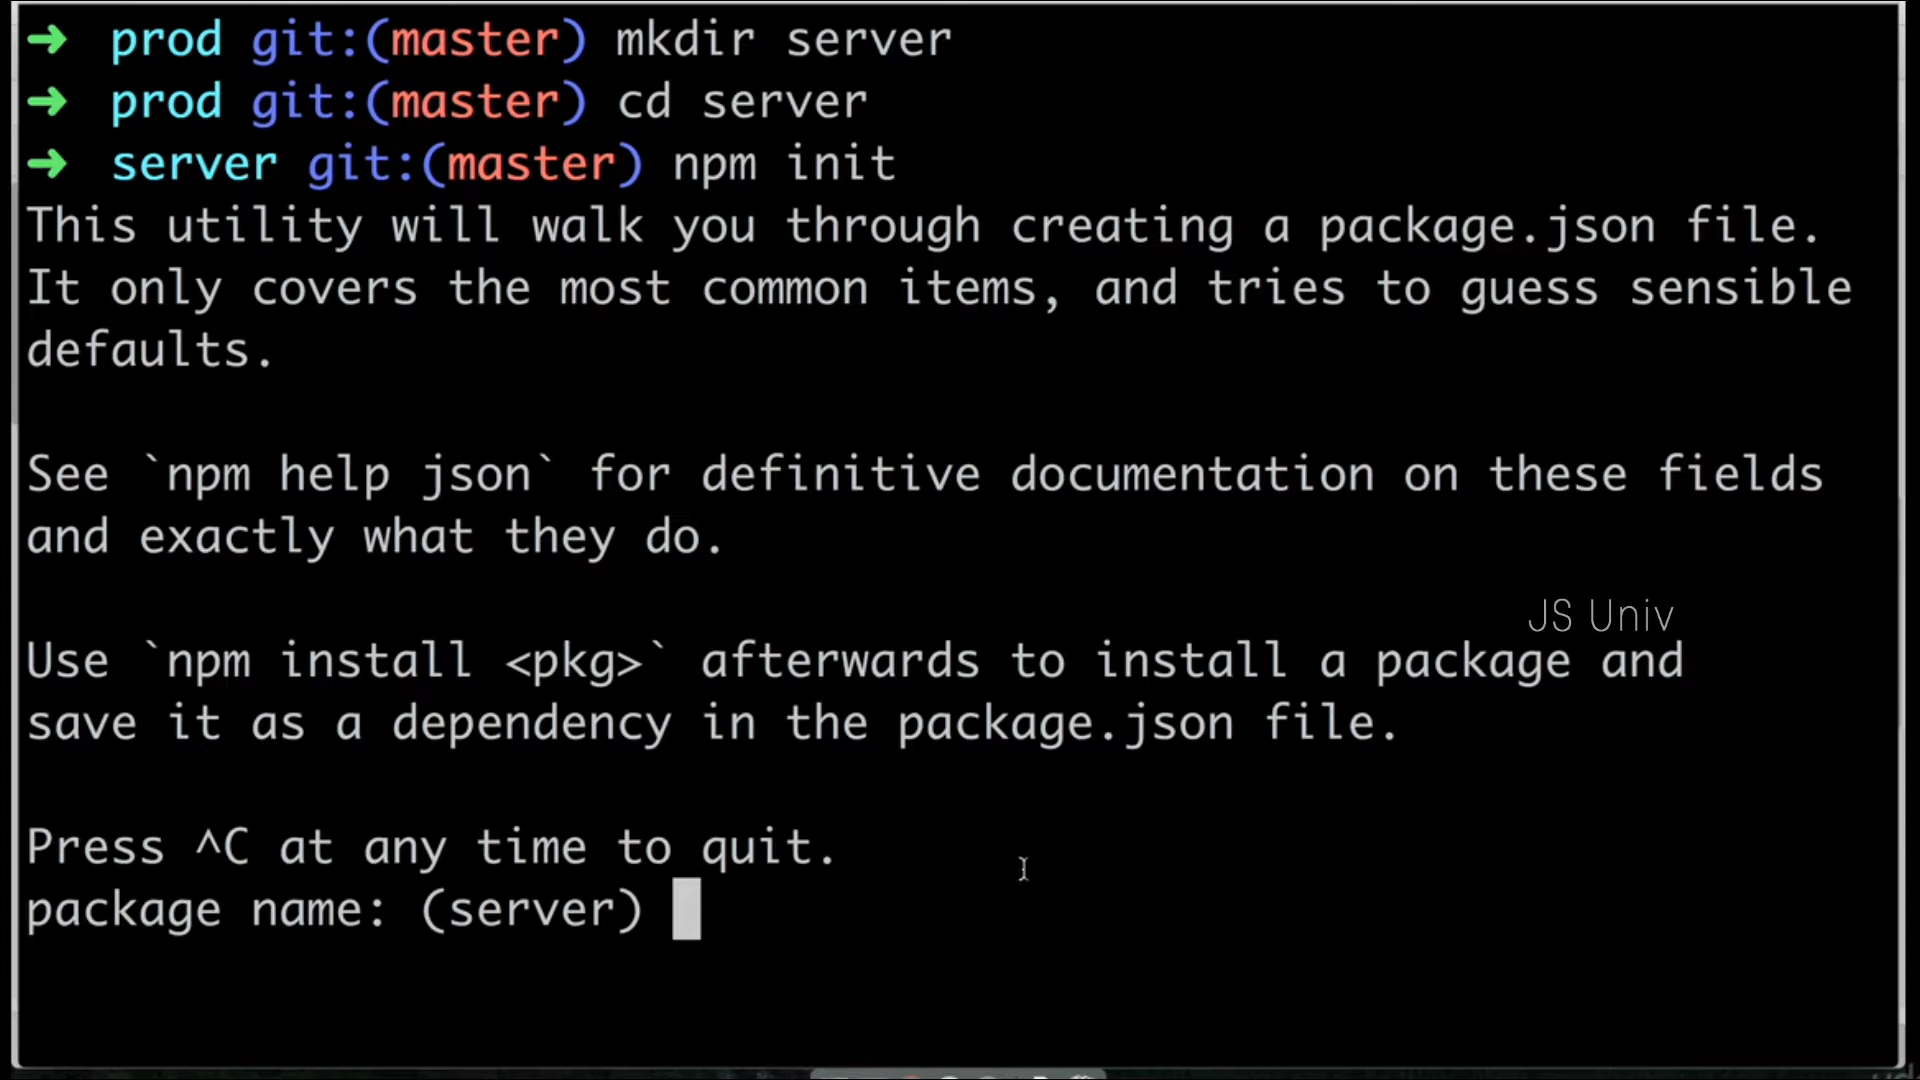 ➜ prod git:(master) mkdir server
➜ prod git:(master) cd server
➜ server git:(master) npm init
This utility will walk you through creating a package.json file.
It only covers the most common items, and tries to guess sensible
defaults.
See `npm help json` for definitive documentation on these fields
and exactly what they do.
JS Univ
Use `npm install <pkg>` afterwards to install a package and
save it as a dependency in the package.json file.
Press ^C at any time to quit.
package name: (server)